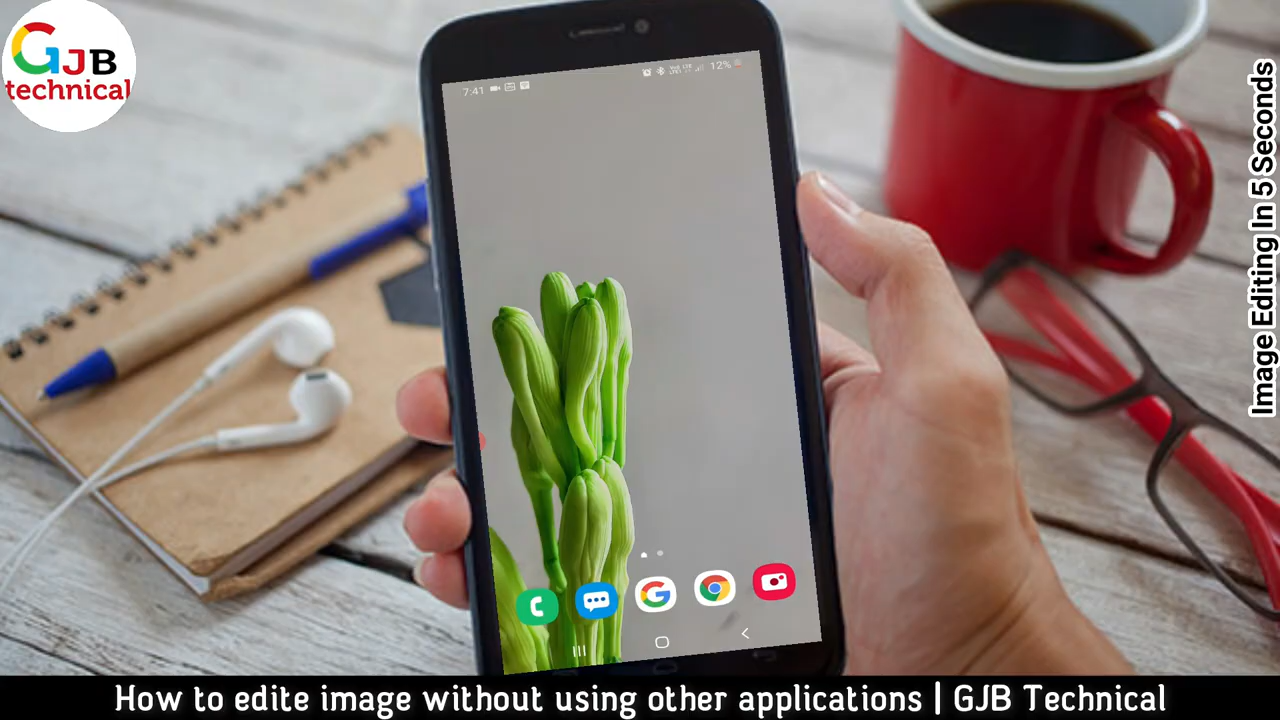 GJB
technical
7:41
12%
Image Editing In 5 Seconds
How to edite image without using other applications | GJB Technical